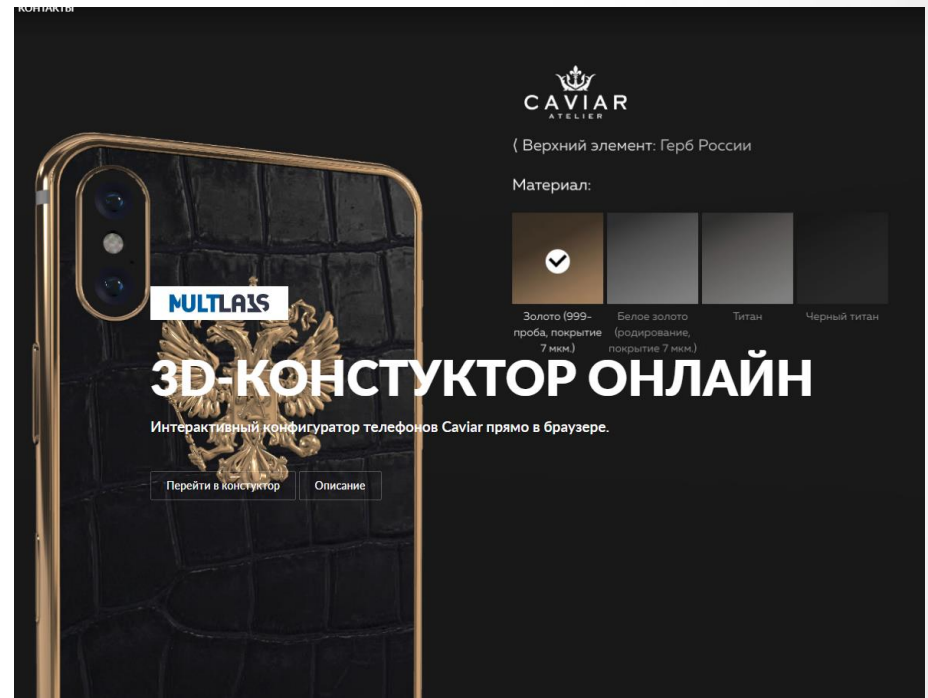 КОНТАКТЫ
CAVIAR
ATELIER
⟨ Верхний элемент: Герб России
Материал:
Золото (999-
проба, покрытие
7 мкм.)
Белое золото
(родирование,
покрытие 7 мкм.)
Титан
Черный титан
MULTLABS
3D-КОНСТУКТОР ОНЛАЙН
Интерактивный конфигуратор телефонов Caviar прямо в браузере.
Перейти в констуктор
Описание